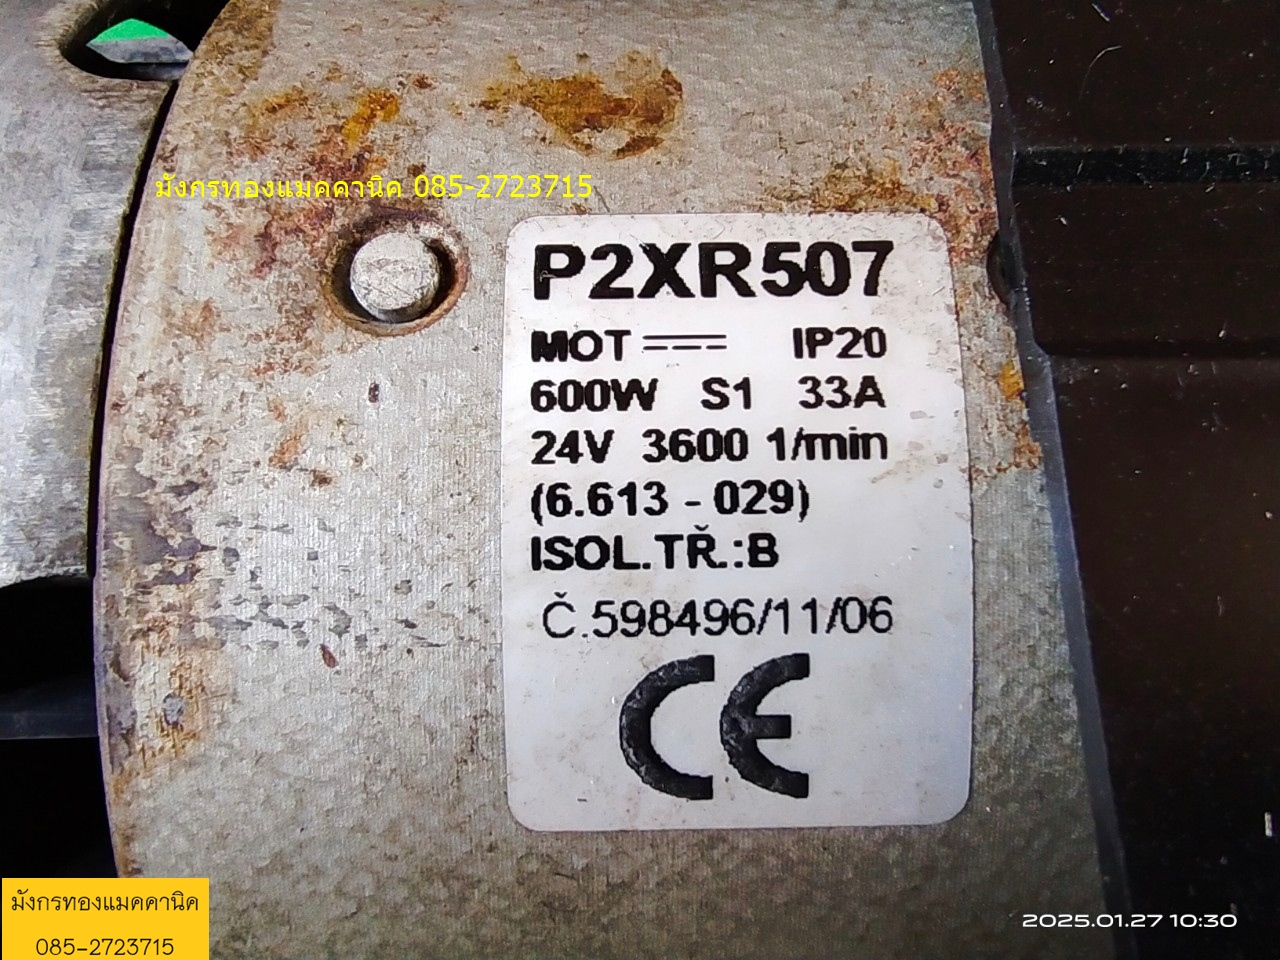 มังกรทองแมคคานิค 085-2723715
P2XR507
MOT IP20
600W S1 33A
24V 3600 1/min
(6.613 - 029)
ISOL.TŘ.:B
Č.598496/11/06
CE
มังกรทองแมคคานิค
085-2723715
2025.01.27 10:30